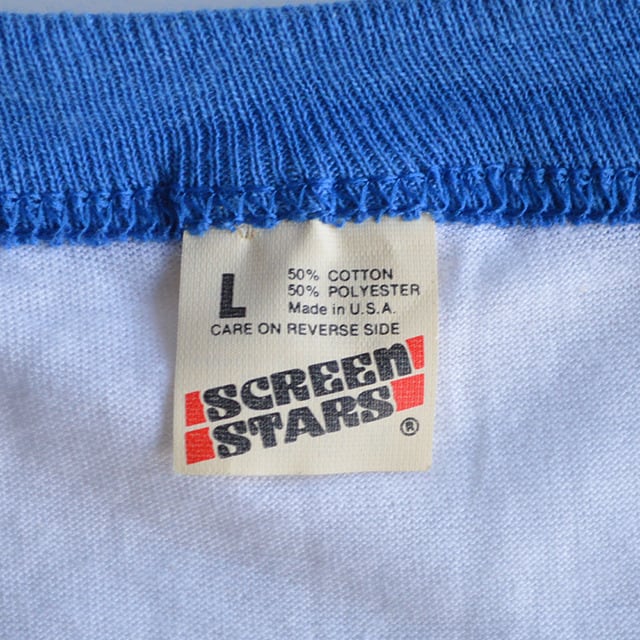 L
50% COTTON
50% POLYESTER
Made in U.S.A.
CARE ON REVERSE SIDE
SCREEN
STARS ®